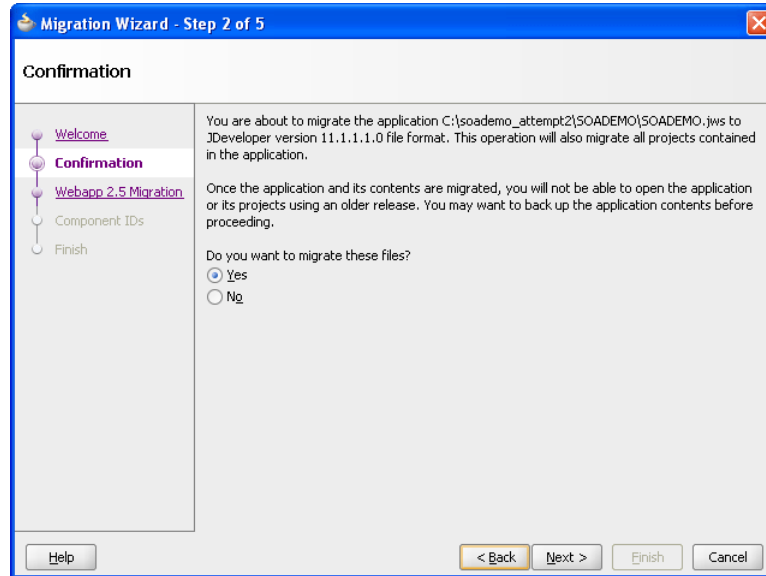 Migration Wizard - Step 2 of 5
Confirmation
Welcome
Confirmation
Webapp 2.5 Migration
Component IDs
Finish
You are about to migrate the application C:\soademo_attempt2\SOADEMO\SOADEMO.jws to
JDeveloper version 11.1.1.1.0 file format. This operation will also migrate all projects contained
in the application.
Once the application and its contents are migrated, you will not be able to open the application
or its projects using an older release. You may want to back up the application contents before
proceeding.
Do you want to migrate these files?
Yes
No
Help
< Back
Next >
Finish
Cancel